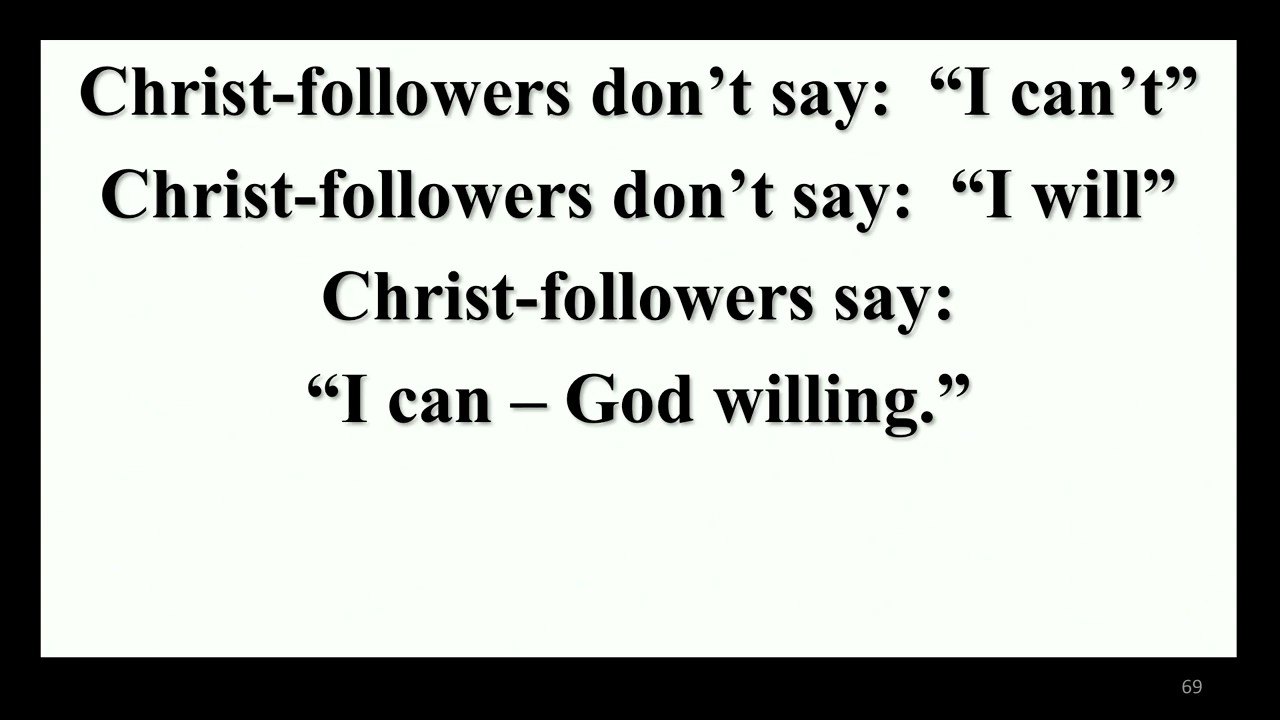 Christ-followers don’t say:  “I can’t”
Christ-followers don’t say:  “I will”
Christ-followers say:
“I can – God willing.”
69